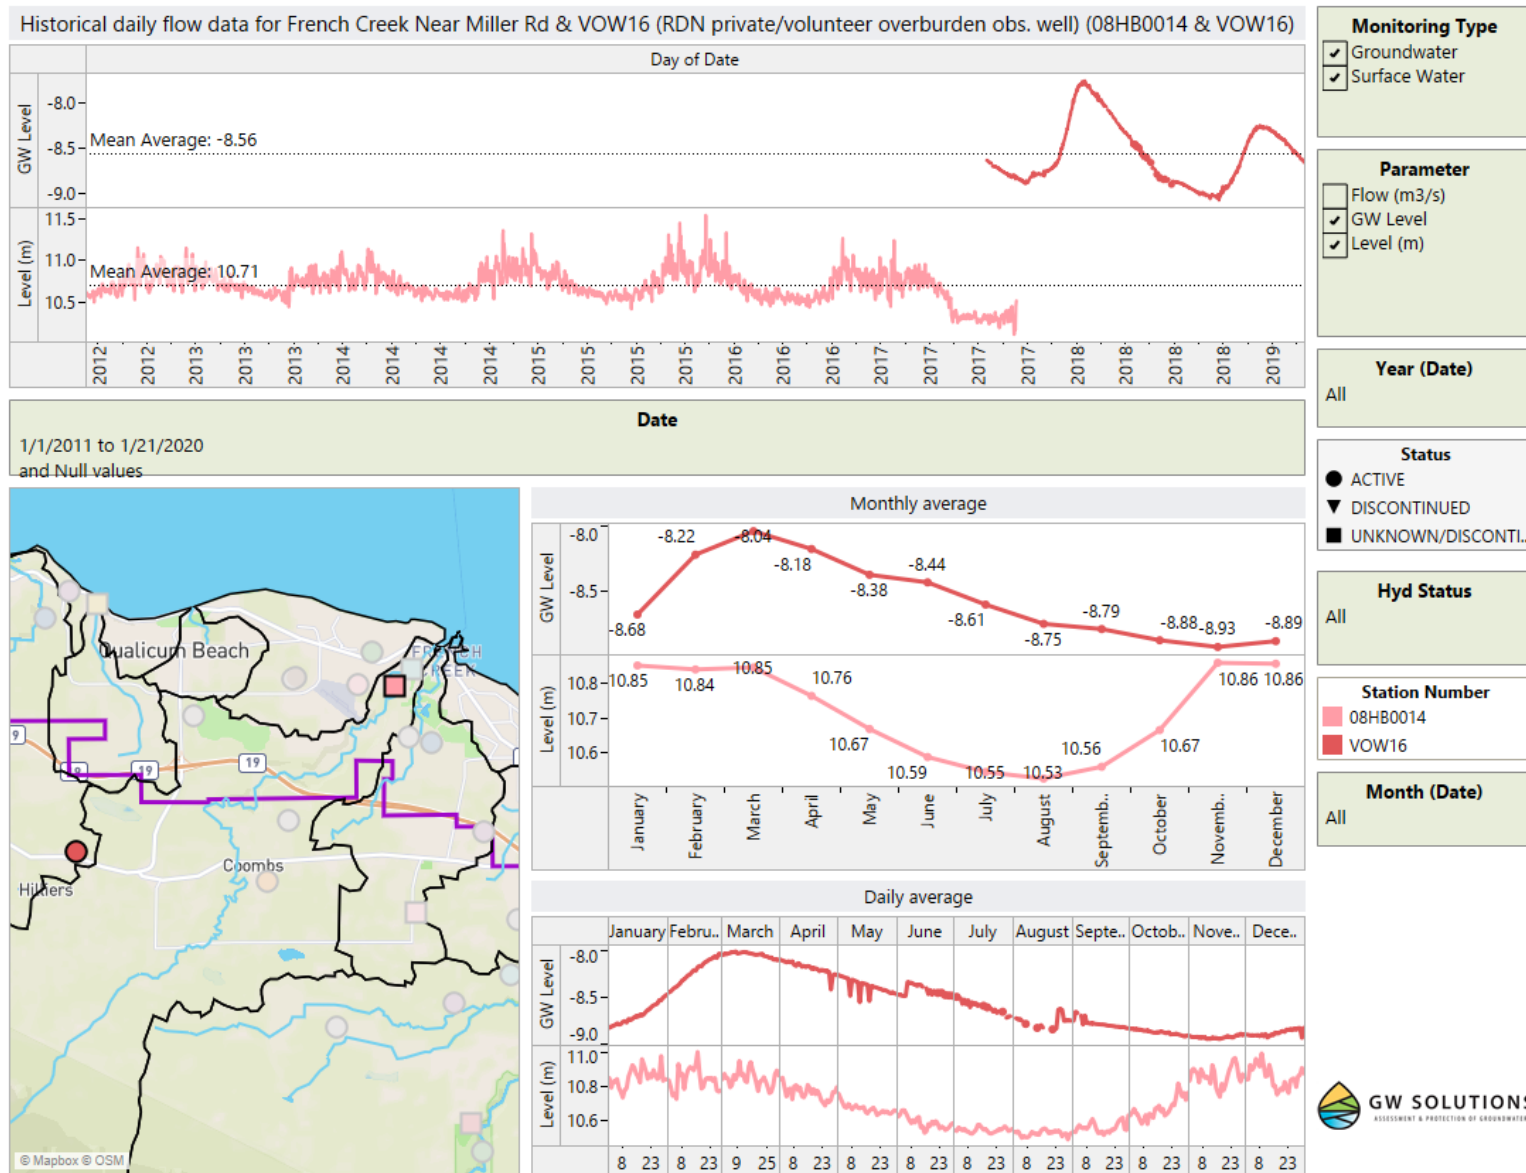 Historical daily flow data for French Creek Near Miller Rd & VOW16 (RDN private/volunteer overburden obs. well) (08HB0014 & VOW16)
Day of Date
GW Level
-8.0
-8.5
-9.0
Mean Average: -8.56
Level (m)
11.5
11.0
10.5
Mean Average: 10.71
2012 2012 2013 2013 2013 2014 2014 2014 2014 2015 2015 2015 2015 2016 2016 2016 2017 2017 2017 2017 2018 2018 2018 2018 2019
Date
1/1/2011 to 1/21/2020
and Null values
Qualicum Beach
FRENCH
CREEK
9
19
19
19
Coombs
Hilliers
© Mapbox © OSM
Monthly average
GW Level
-8.0
-8.5
-8.68 -8.22 -8.04 -8.18 -8.38 -8.44 -8.61 -8.75 -8.79 -8.88 -8.93 -8.89
Level (m)
10.8
10.7
10.6
10.85 10.84 10.85 10.76 10.67 10.59 10.55 10.53 10.56 10.67 10.86 10.86
January February March April May June July August Septemb.. October Novemb.. December
Daily average
January Febru.. March April May June July August Septe.. Octob.. Nove.. Dece..
GW Level
-8.0
-8.5
-9.0
Level (m)
11.0
10.8
10.6
8 23 8 23 9 25 8 23 8 23 8 23 8 23 8 23 8 23 8 23 8 23 8 23
Monitoring Type
Groundwater
Surface Water
Parameter
Flow (m3/s)
GW Level
Level (m)
Year (Date)
All
Status
ACTIVE
DISCONTINUED
UNKNOWN/DISCONTI..
Hyd Status
All
Station Number
08HB0014
VOW16
Month (Date)
All
GW SOLUTIONS
ASSESSMENT & PROTECTION OF GROUNDWATER